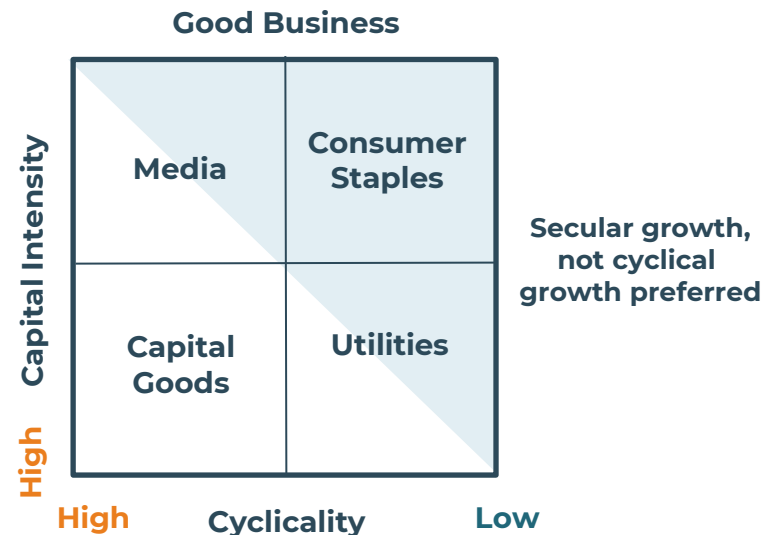 Good Business
Media
Consumer
Staples
Capital Intensity
Secular growth,
not cyclical
growth preferred
Capital
Goods
Utilities
High
High
Cyclicality
Low